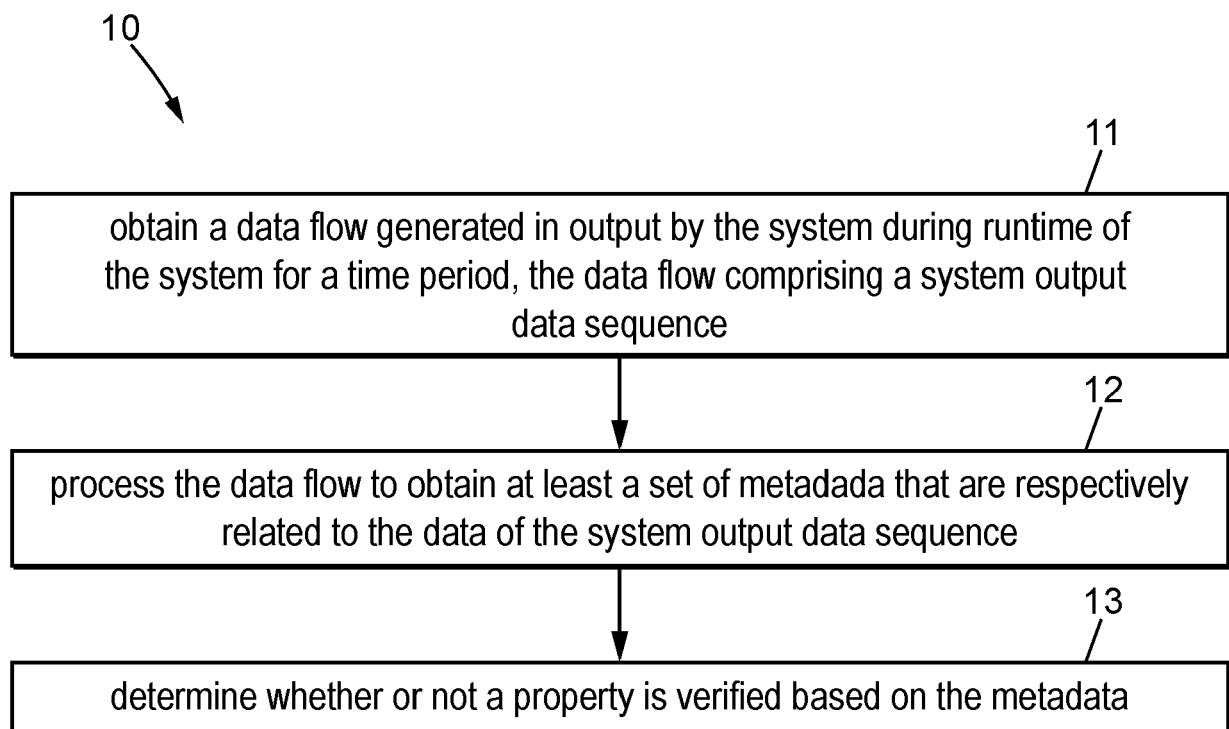 10
11
obtain a data flow generated in output by the system during runtime of
the system for a time period, the data flow comprising a system output
data sequence
12
process the data flow to obtain at least a set of metadada that are respectively
related to the data of the system output data sequence
13
determine whether or not a property is verified based on the metadata